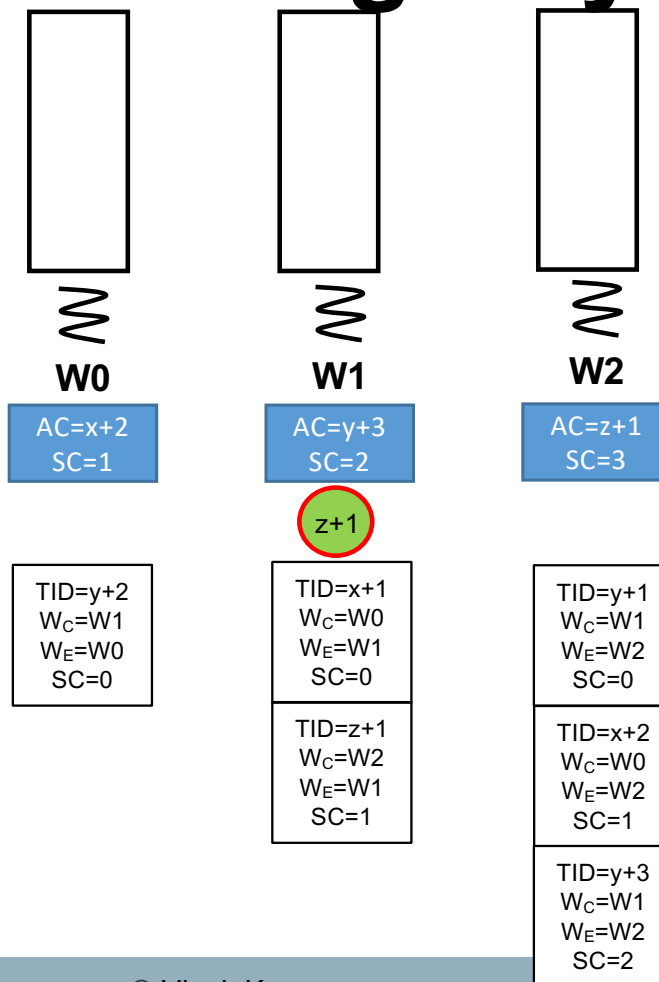 W0
AC=x+2
SC=1
TID=y+2
WC=W1
WE=W0
SC=0
W1
AC=y+3
SC=2
z+1
TID=x+1
WC=W0
WE=W1
SC=0
TID=z+1
WC=W2
WE=W1
SC=1
W2
AC=z+1
SC=3
TID=y+1
WC=W1
WE=W2
SC=0
TID=x+2
WC=W0
WE=W2
SC=1
TID=y+3
WC=W1
WE=W2
SC=2